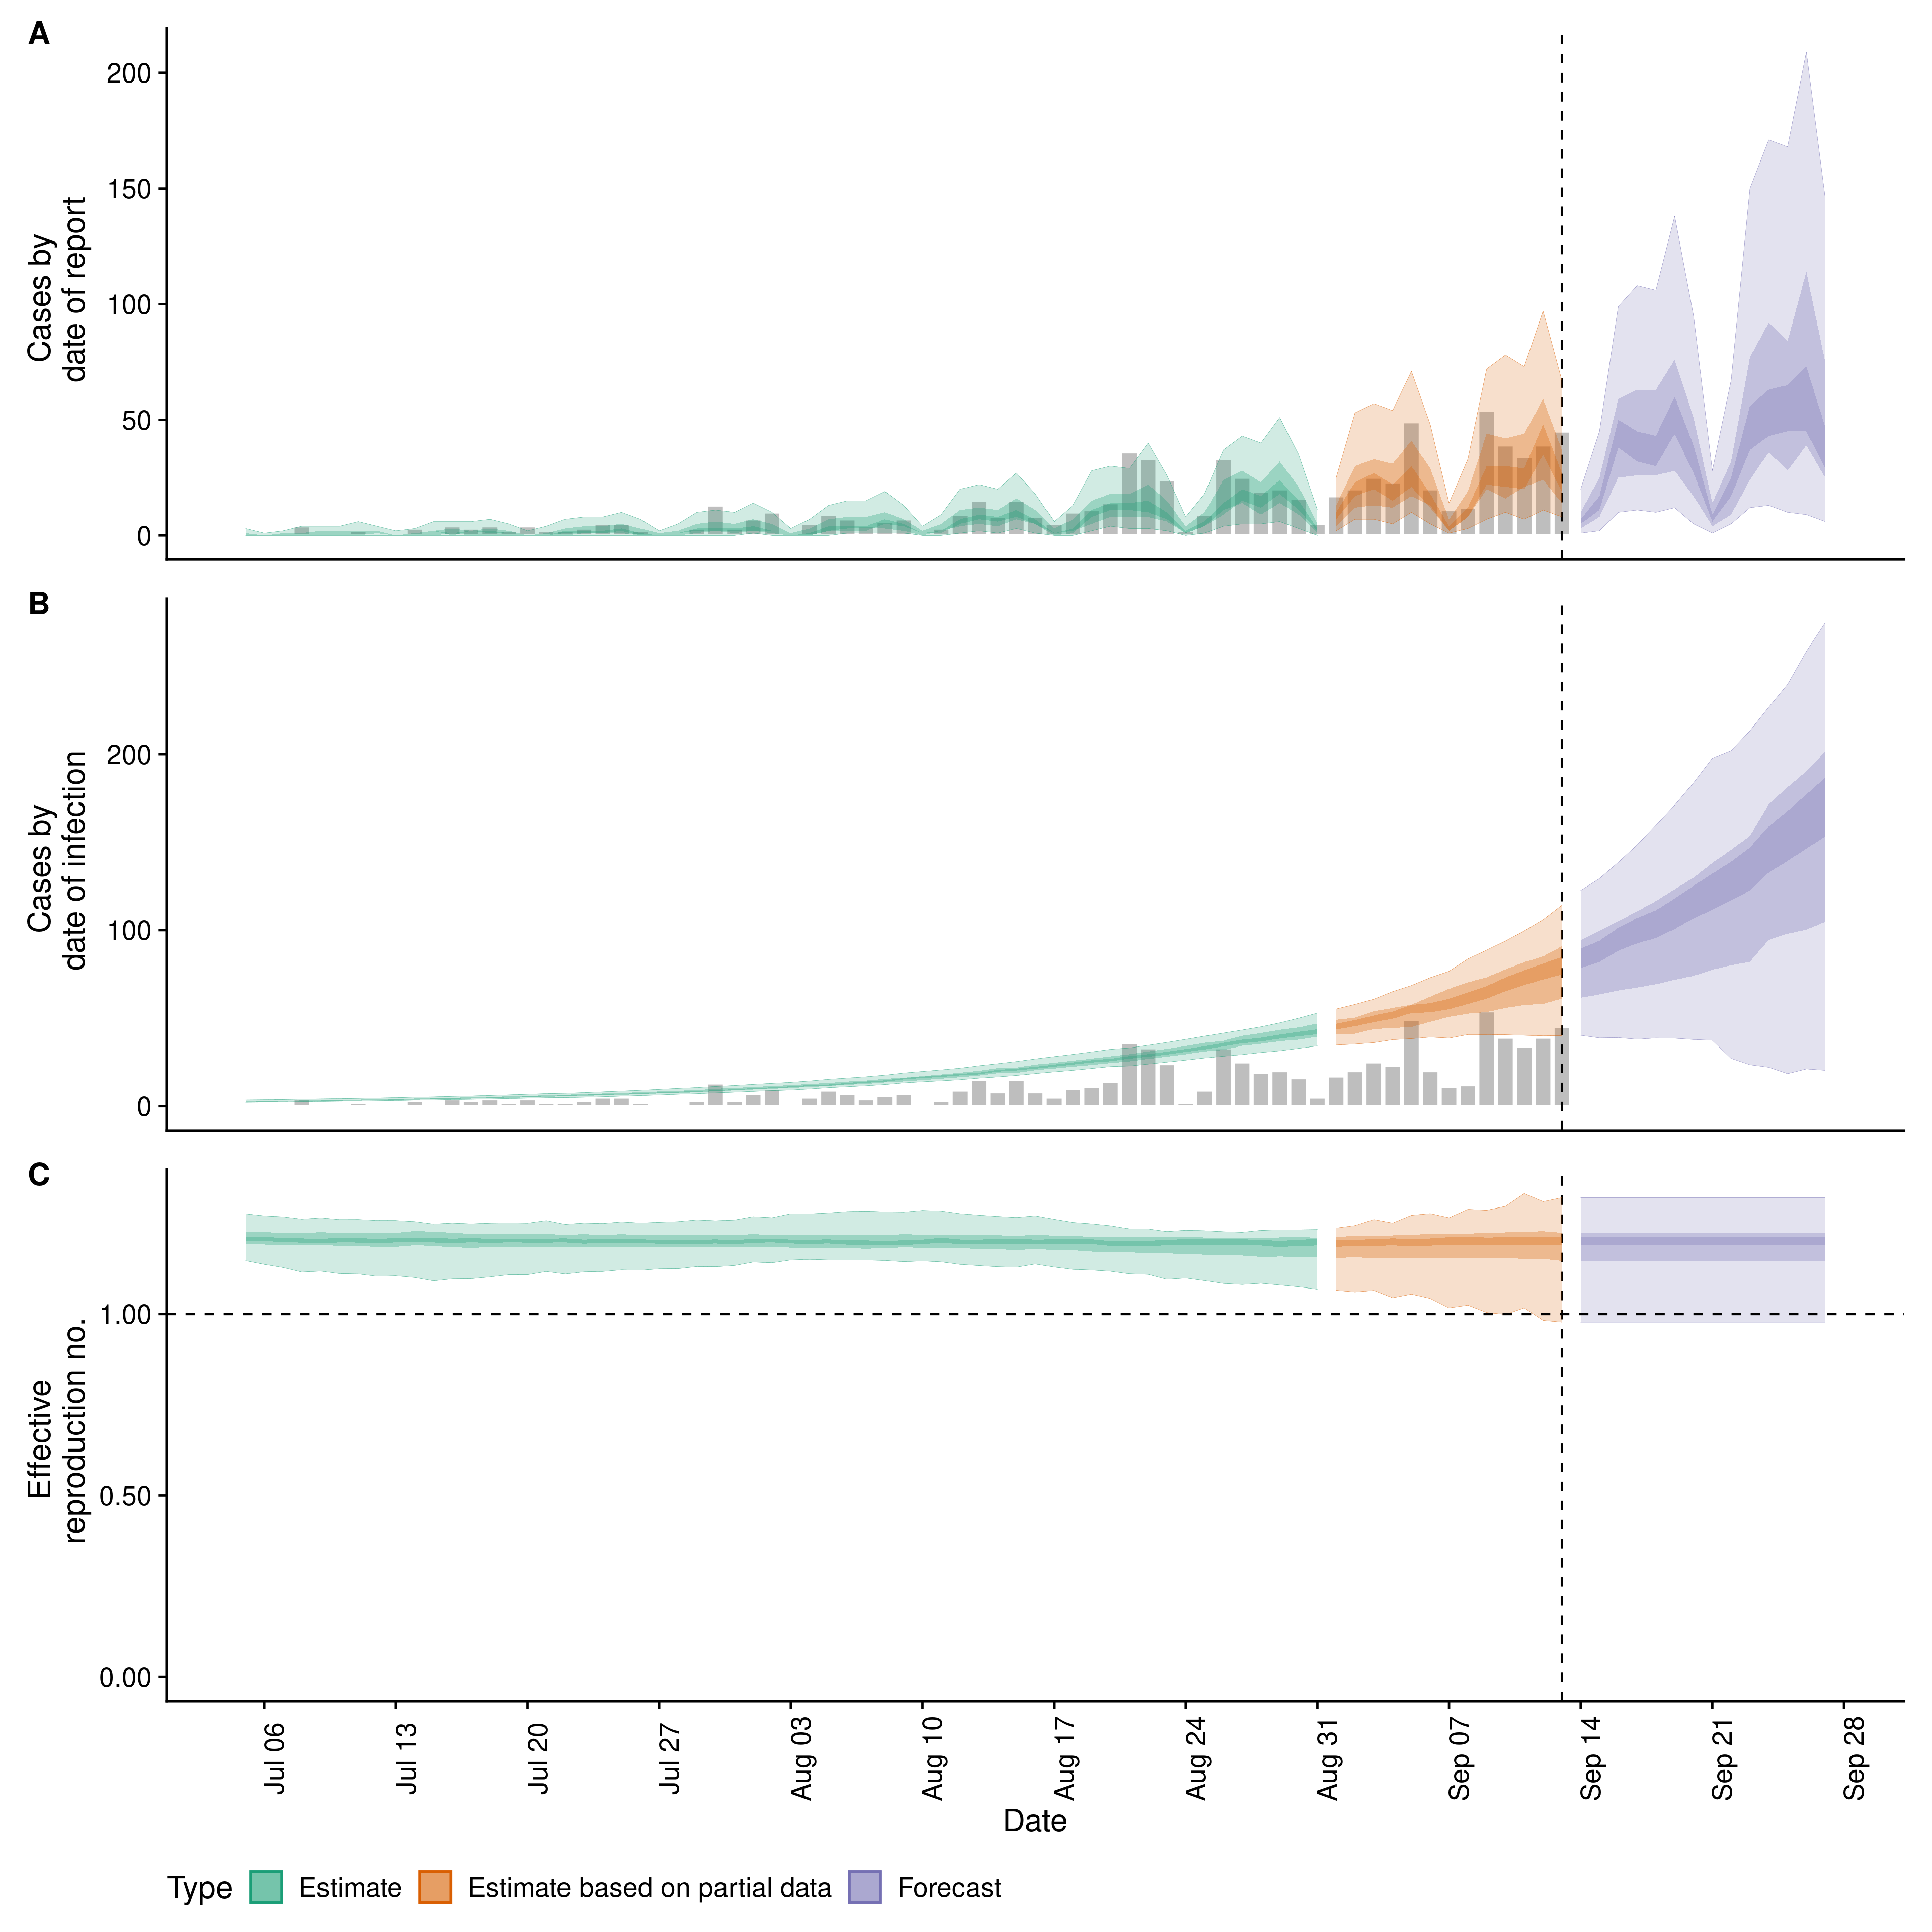 A
Cases by
date of report
200
150
100
50
0
B
Cases by
date of infection
200
100
0
C
Effective
reproduction no.
1.00
0.50
0.00
Jul 06
Jul 13
Jul 20
Jul 27
Aug 03
Aug 10
Aug 17
Aug 24
Aug 31
Sep 07
Sep 14
Sep 21
Sep 28
Date
Type Estimate Estimate based on partial data Forecast